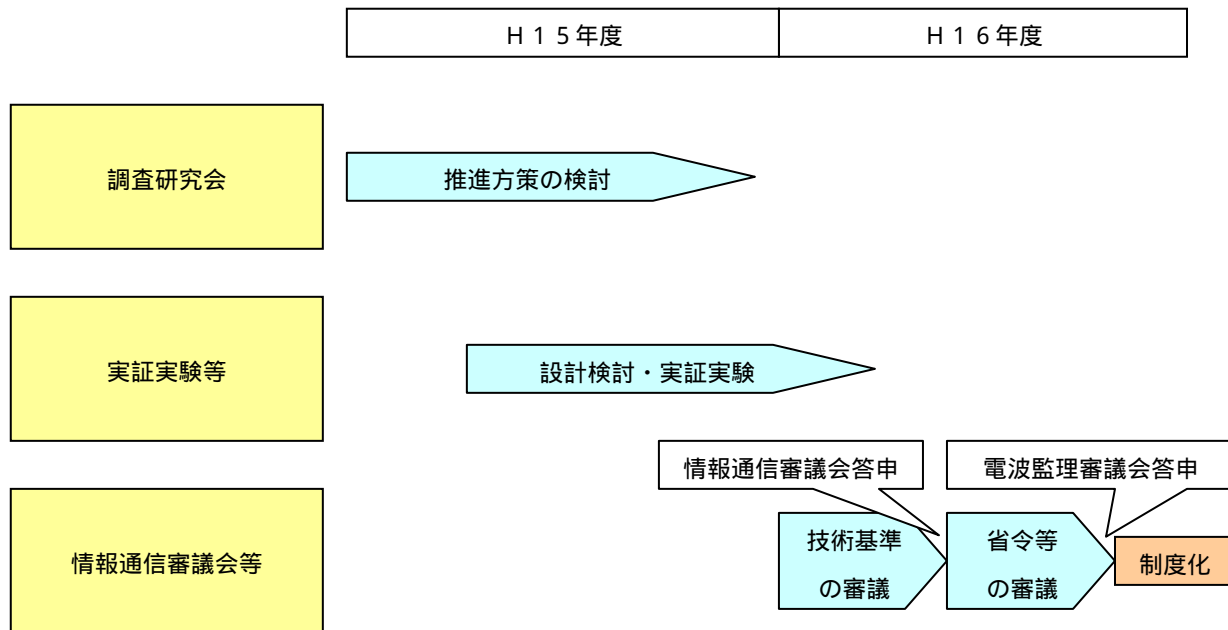 Ｈ１５年度
Ｈ１６年度
調査研究会
推進方策の検討
実証実験等
設計検討・実証実験
情報通信審議会答申
電波監理審議会答申
情報通信審議会等
技術基準
の審議
省令等
の審議
制度化